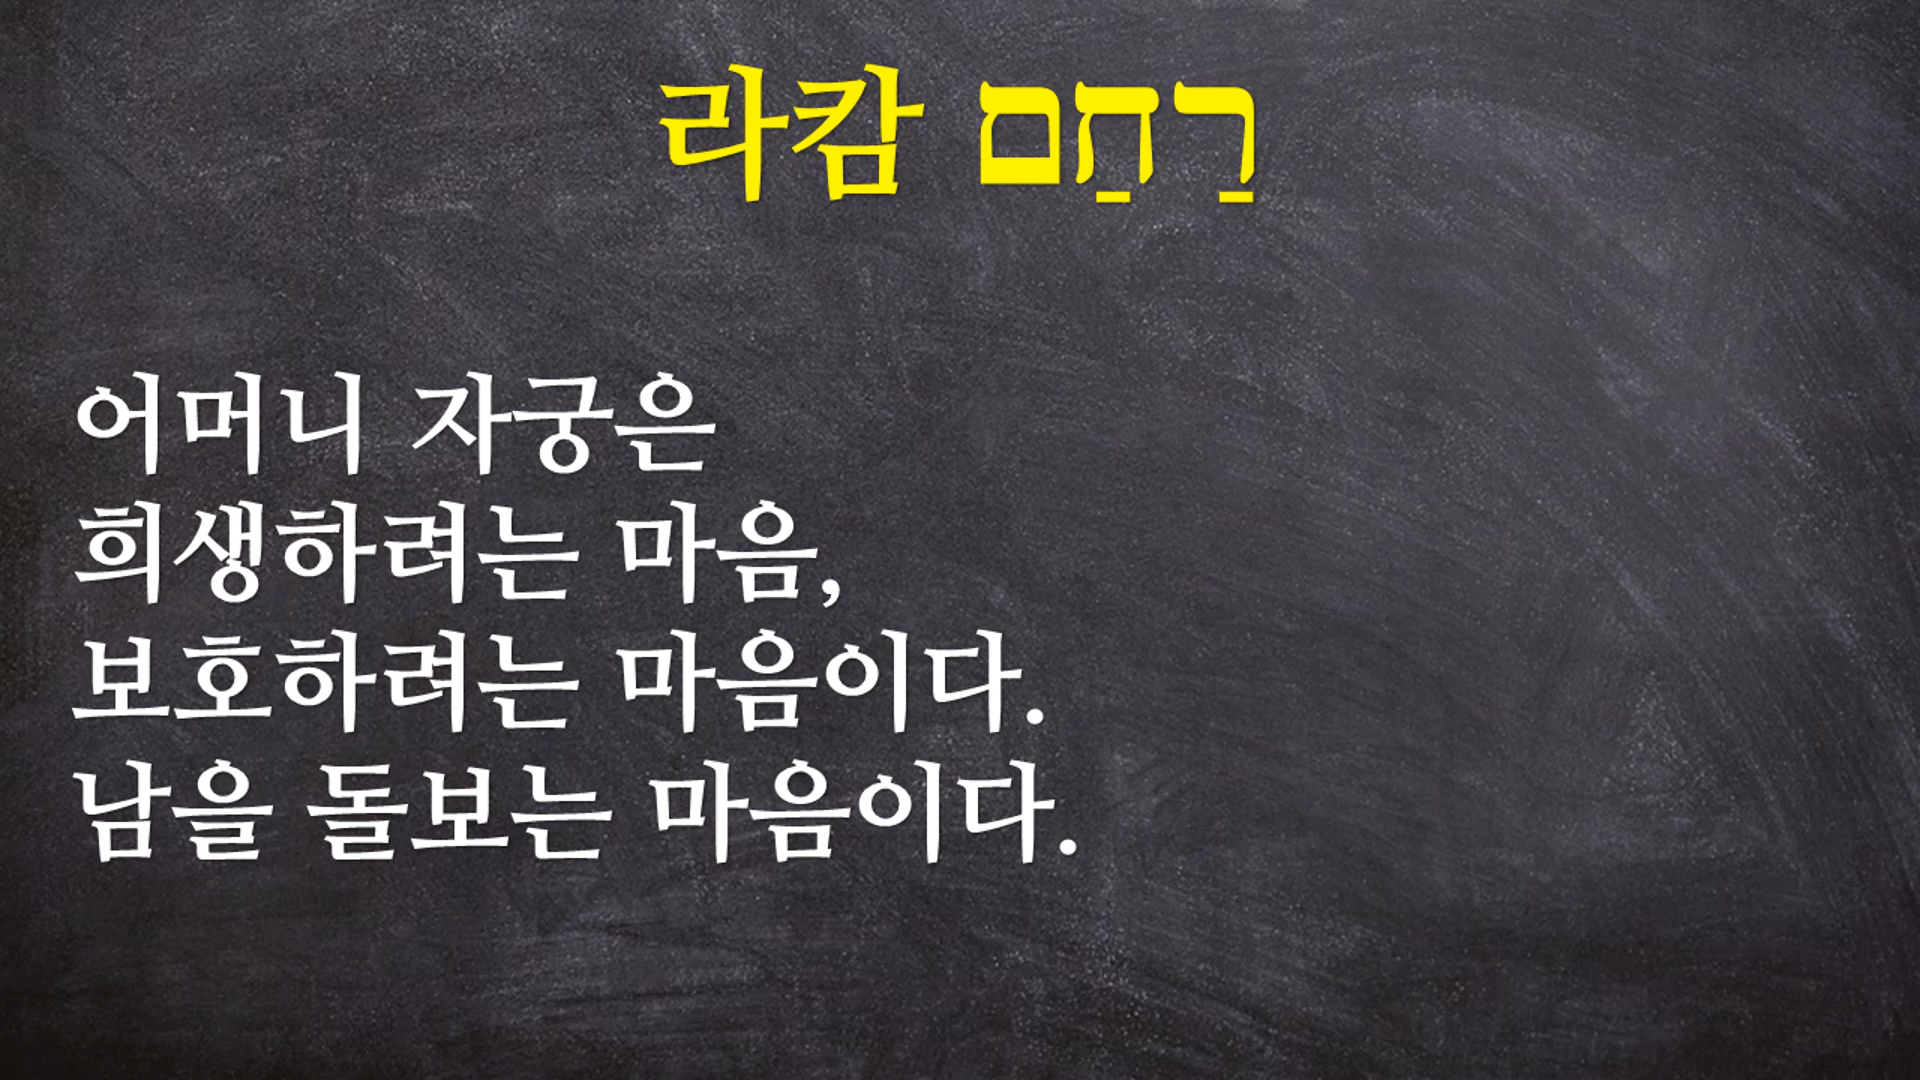 라캄 רַחַם
어머니 자궁은
희생하려는 마음,
보호하려는 마음이다.
남을 돌보는 마음이다.